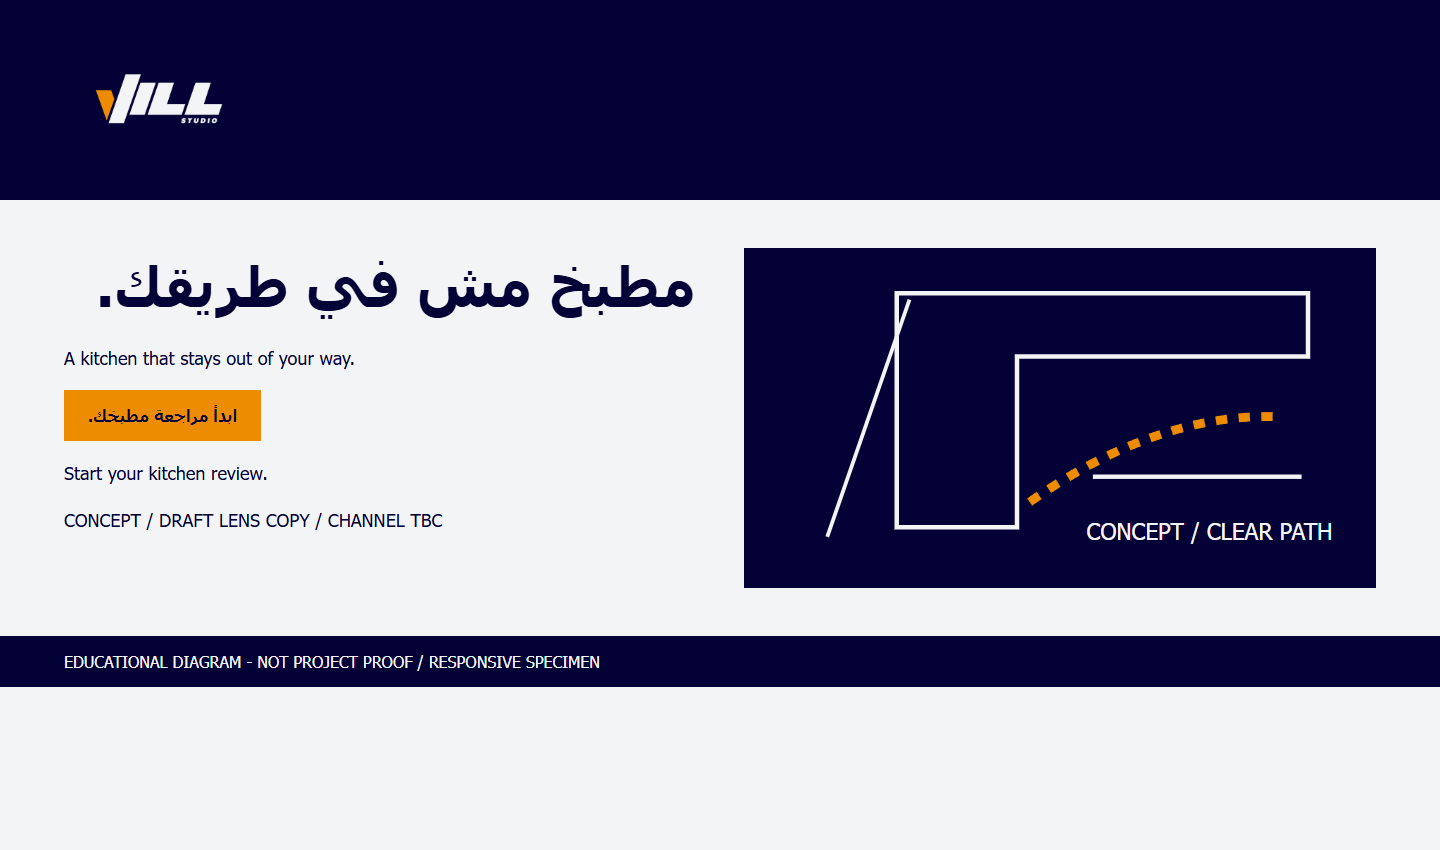 WILL
STUDIO
مطبخ مش في طريقك.
A kitchen that stays out of your way.
ابدأ مراجعة مطبخك.
Start your kitchen review.
CONCEPT / DRAFT LENS COPY / CHANNEL TBC
CONCEPT / CLEAR PATH
EDUCATIONAL DIAGRAM - NOT PROJECT PROOF / RESPONSIVE SPECIMEN